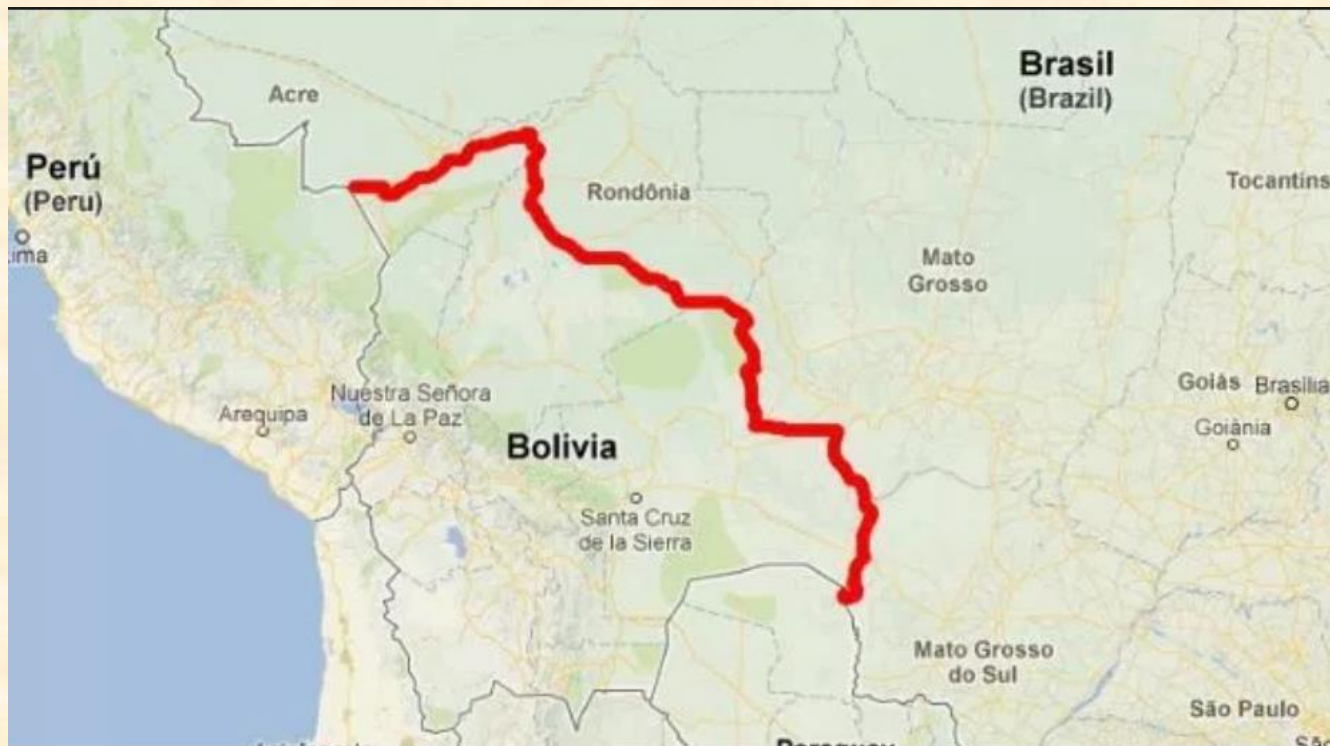 Brasil
(Brazil)
Acre
Perú
(Peru)
Tocantins
Rondônia
Mato
Grosso
Goiás
Brasília
Nuestra Señora
de La Paz
Arequipa
Goiânia
Bolivia
Santa Cruz
de la Sierra
Mato Grosso
do Sul
São Paulo